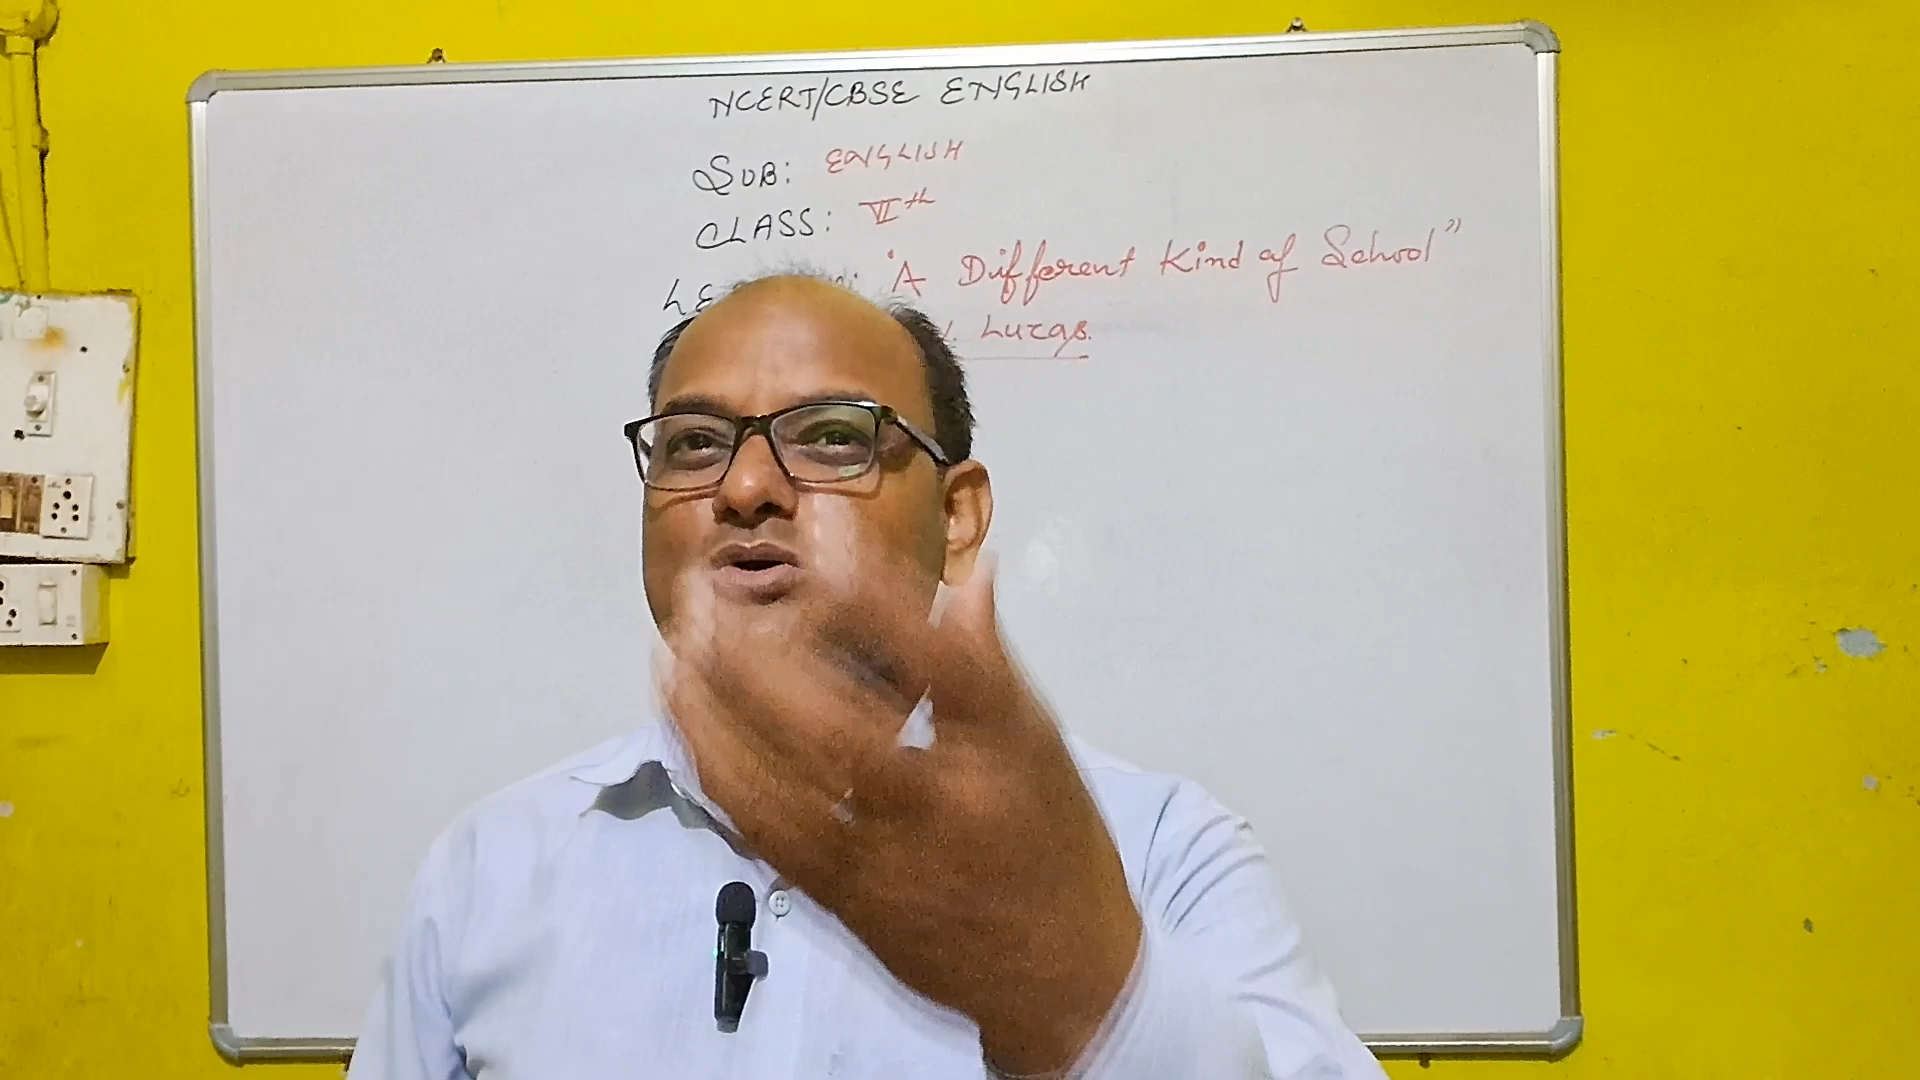 NCERT/CBSE ENGLISH
SUB: ENGLISH
CLASS: VIth
"A Different Kind of School"
Lucas.